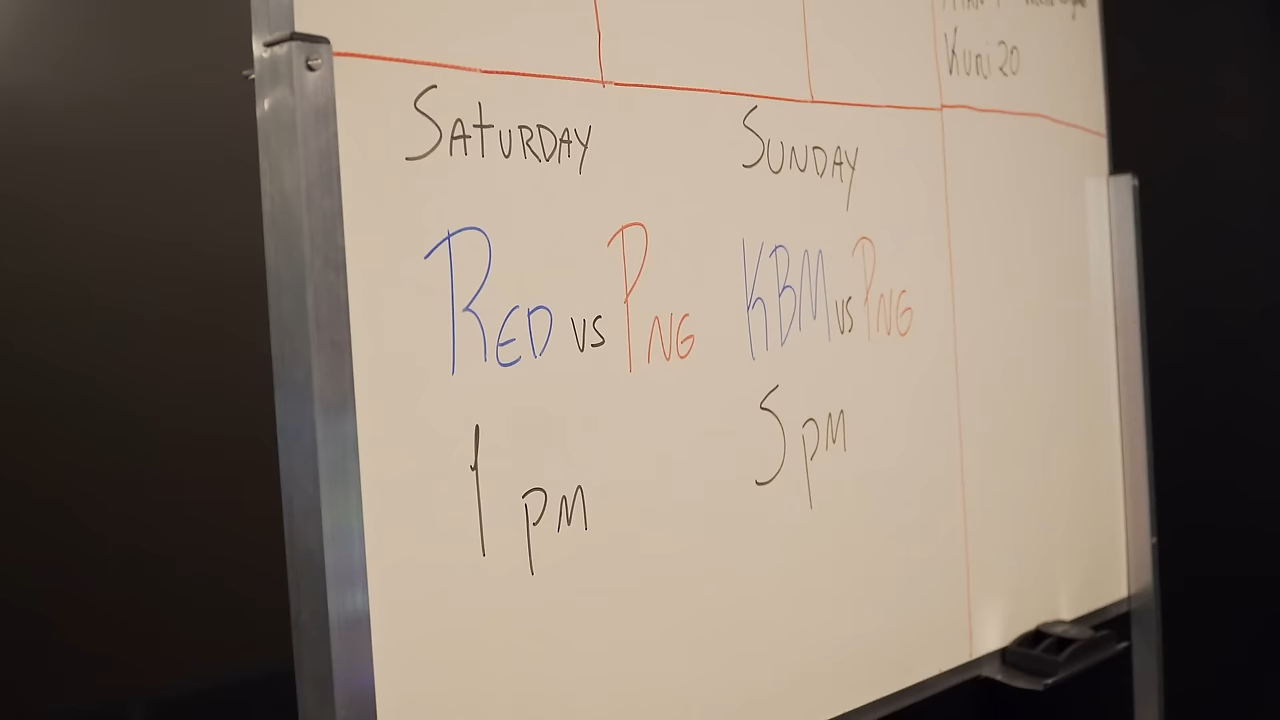 Kuri 20
SATURDAY
SUNDAY
RED VS PNG
KBM VS PNG
1 PM
5 PM